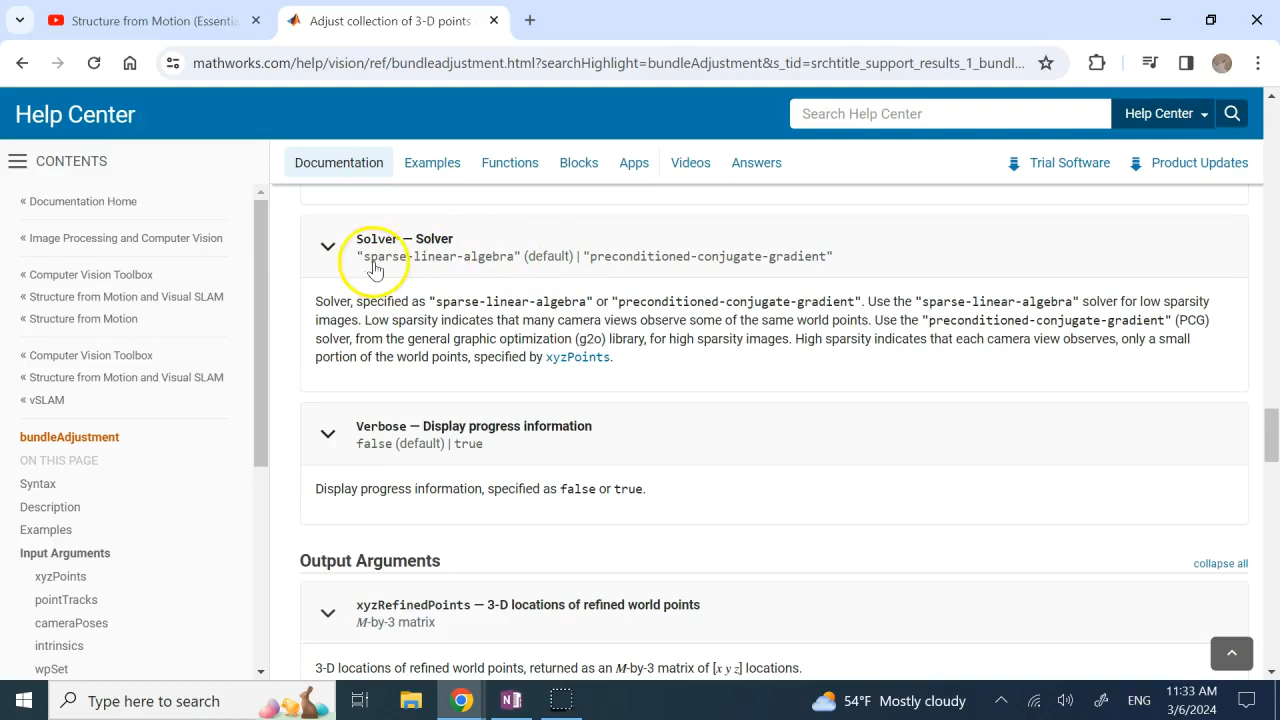 Structure from Motion (Essentia
Adjust collection of 3-D points
mathworks.com/help/vision/ref/bundleadjustment.html?searchHighlight=bundleAdjustment&s_tid=srchtitle_support_results_1_bundl...
Help Center
Search Help Center
Help Center
CONTENTS
Documentation
Examples
Functions
Blocks
Apps
Videos
Answers
Trial Software
Product Updates
« Documentation Home
« Image Processing and Computer Vision
« Computer Vision Toolbox
« Structure from Motion and Visual SLAM
« Structure from Motion
« Computer Vision Toolbox
« Structure from Motion and Visual SLAM
« vSLAM
bundleAdjustment
ON THIS PAGE
Syntax
Description
Examples
Input Arguments
xyzPoints
pointTracks
cameraPoses
intrinsics
wpSet
Solver — Solver
"sparse-linear-algebra" (default) | "preconditioned-conjugate-gradient"
Solver, specified as "sparse-linear-algebra" or "preconditioned-conjugate-gradient". Use the "sparse-linear-algebra" solver for low sparsity
images. Low sparsity indicates that many camera views observe some of the same world points. Use the "preconditioned-conjugate-gradient" (PCG)
solver, from the general graphic optimization (g2o) library, for high sparsity images. High sparsity indicates that each camera view observes, only a small
portion of the world points, specified by xyzPoints.
Verbose — Display progress information
false (default) | true
Display progress information, specified as false or true.
Output Arguments
collapse all
xyzRefinedPoints — 3-D locations of refined world points
M-by-3 matrix
3-D locations of refined world points, returned as an M-by-3 matrix of [x y z] locations.
Type here to search
54°F Mostly cloudy
ENG
11:33 AM
3/6/2024